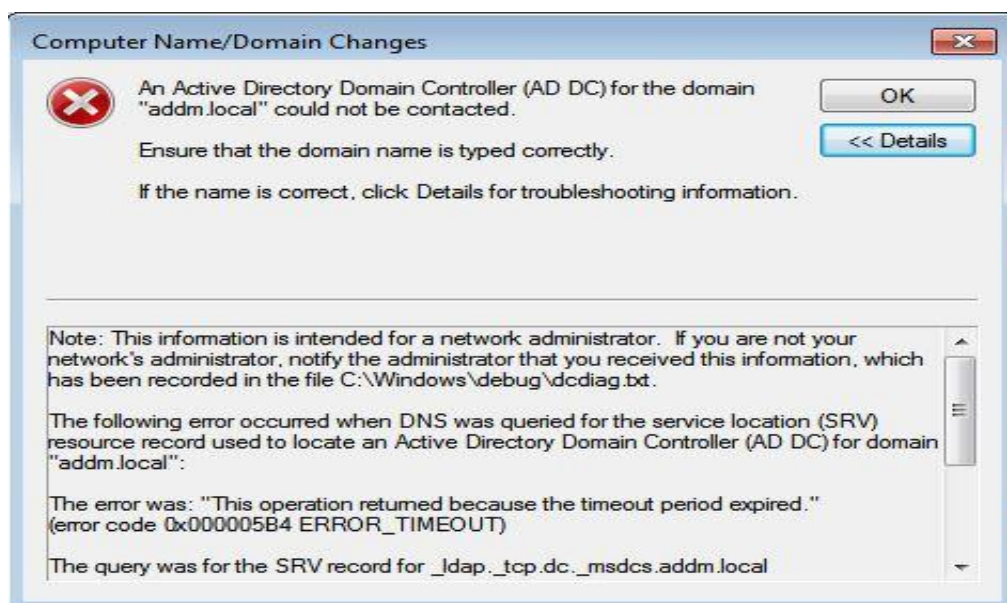 Computer Name/Domain Changes
An Active Directory Domain Controller (AD DC) for the domain
"addm.local" could not be contacted.
OK
<< Details
Ensure that the domain name is typed correctly.
If the name is correct, click Details for troubleshooting information.
Note: This information is intended for a network administrator.  If you are not your
network's administrator, notify the administrator that you received this information, which
has been recorded in the file C:\Windows\debug\dcdiag.txt.
The following error occurred when DNS was queried for the service location (SRV)
resource record used to locate an Active Directory Domain Controller (AD DC) for domain
"addm.local":
The error was: "This operation returned because the timeout period expired."
(error code 0x000005B4 ERROR_TIMEOUT)
The query was for the SRV record for _ldap._tcp.dc._msdcs.addm.local